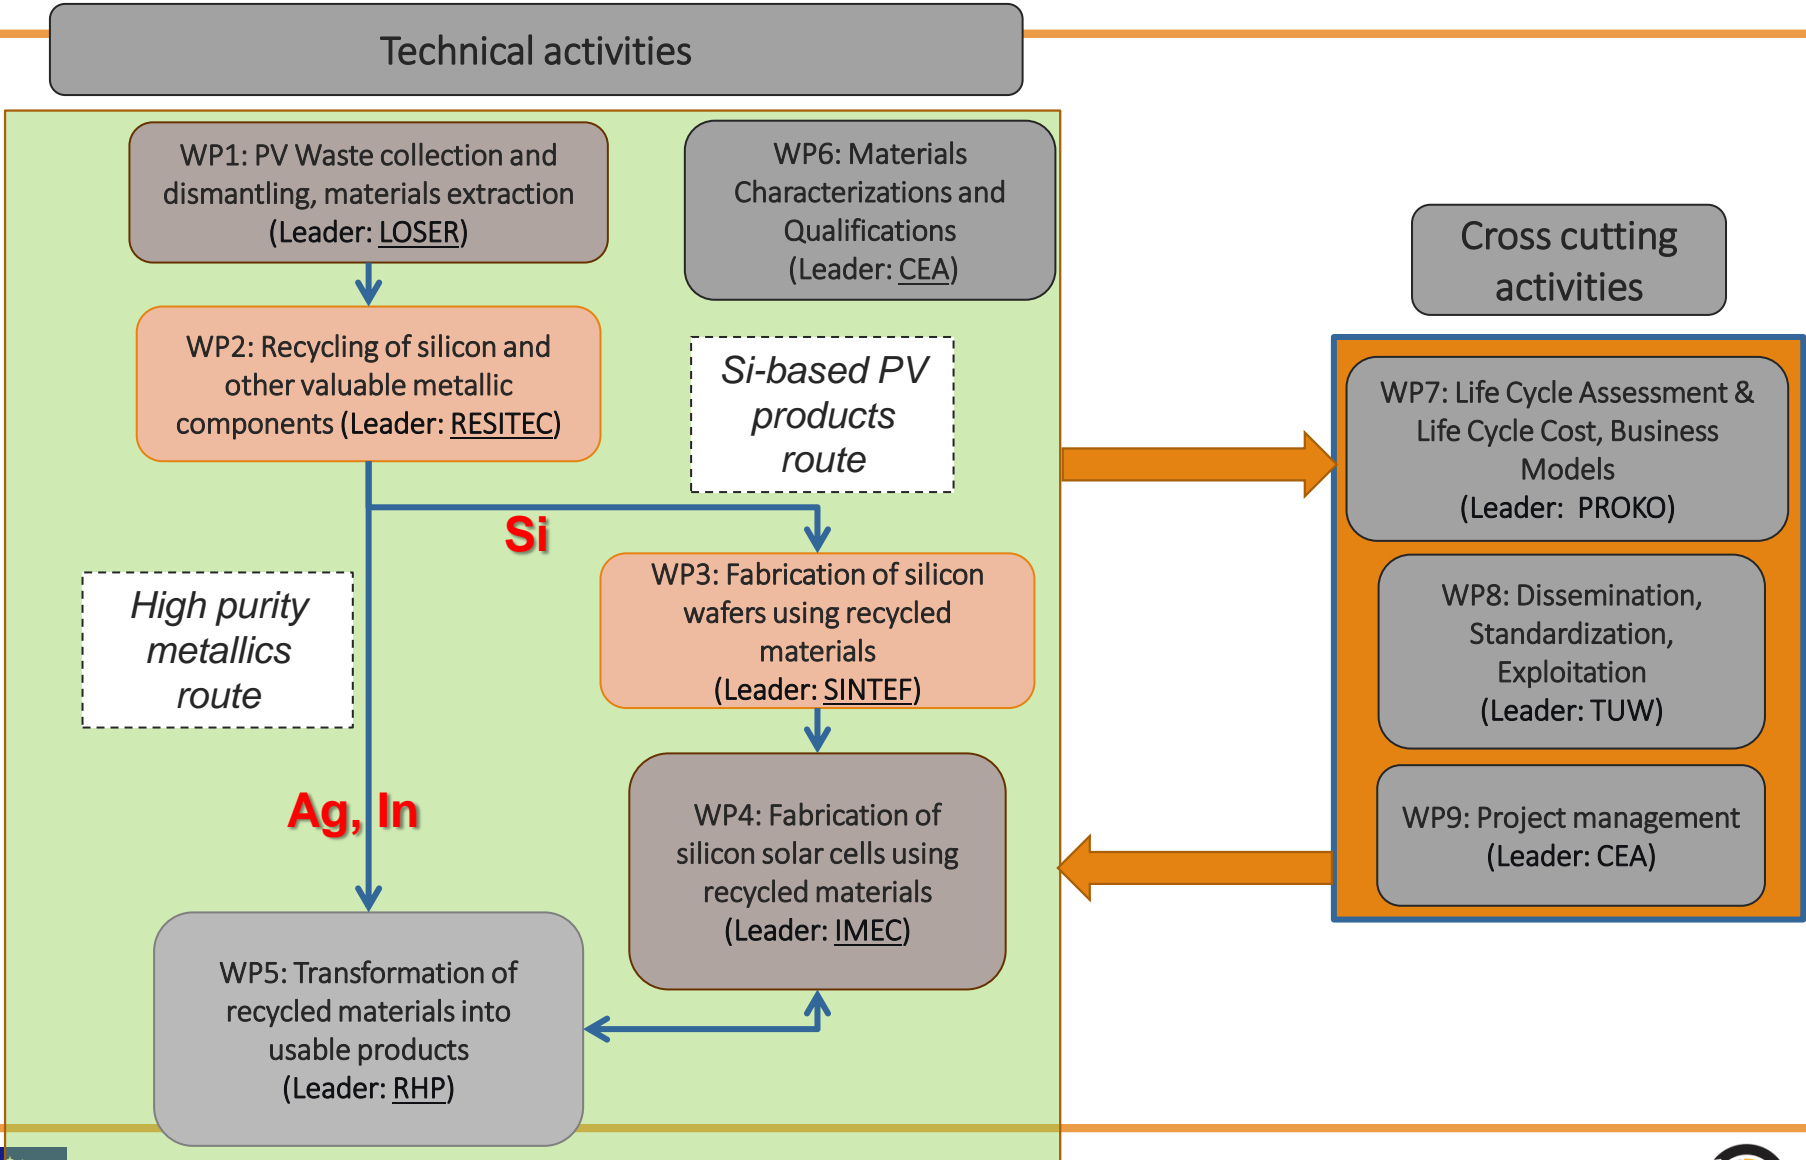 Technical activities
WP1: PV Waste collection and
dismantling, materials extraction
(Leader: LOSER)
WP6: Materials
Characterizations and
Qualifications
(Leader: CEA)
WP2: Recycling of silicon and
other valuable metallic
components (Leader: RESITEC)
Si-based PV
products
route
Si
High purity
metallics
route
WP3: Fabrication of silicon
wafers using recycled
materials
(Leader: SINTEF)
Ag, In
WP4: Fabrication of
silicon solar cells using
recycled materials
(Leader: IMEC)
WP5: Transformation of
recycled materials into
usable products
(Leader: RHP)
Cross cutting
activities
WP7: Life Cycle Assessment &
Life Cycle Cost, Business
Models
(Leader: PROKO)
WP8: Dissemination,
Standardization,
Exploitation
(Leader: TUW)
WP9: Project management
(Leader: CEA)